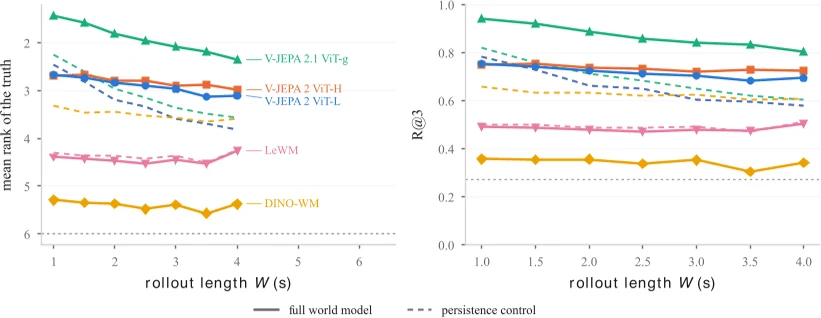 mean rank of the truth
2
3
4
5
6
1
2
3
4
5
6
rollout length W (s)
V-JEPA 2.1 ViT-g
V-JEPA 2 ViT-H
V-JEPA 2 ViT-L
LeWM
DINO-WM
R@3
1.0
0.8
0.6
0.4
0.2
0.0
1.0
1.5
2.0
2.5
3.0
3.5
4.0
rollout length W (s)
full world model
persistence control